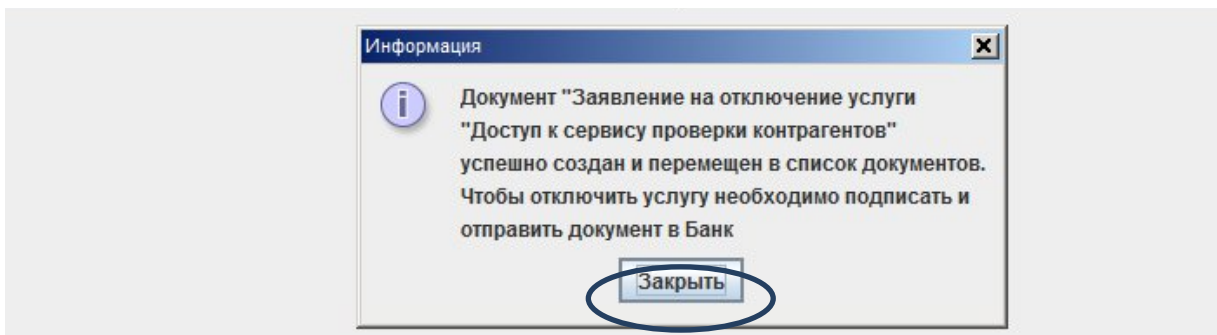 Информация
Документ "Заявление на отключение услуги
"Доступ к сервису проверки контрагентов"
успешно создан и перемещен в список документов.
Чтобы отключить услугу необходимо подписать и
отправить документ в Банк
Закрыть